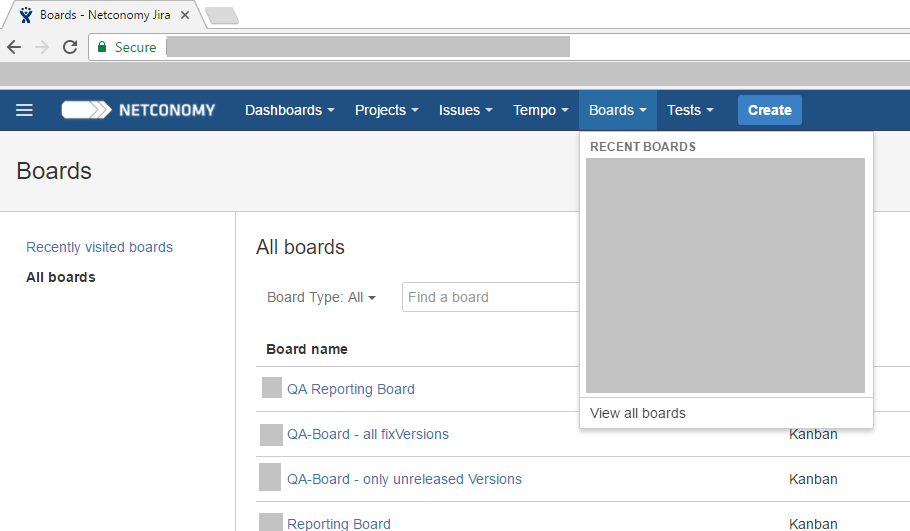 Boards - Netconomy Jira
Secure
NETCONOMY Dashboards Projects Issues Tempo Boards Tests Create
RECENT BOARDS
View all boards
Boards
Recently visited boards
All boards
All boards
Board Type: All Find a board
Board name
QA Reporting Board
QA-Board - all fixVersions Kanban
QA-Board - only unreleased Versions Kanban
Reporting Board Kanban